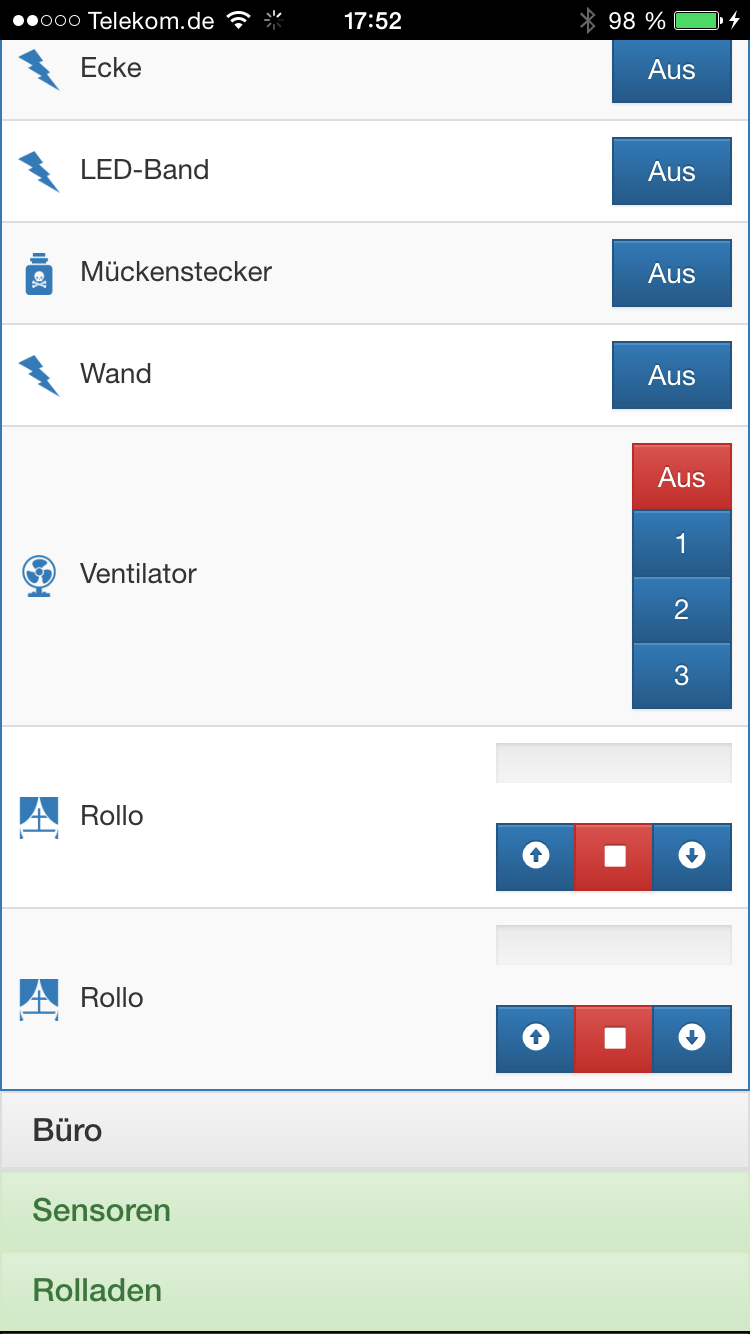 Telekom.de 17:52 98 %
Ecke Aus
LED-Band Aus
Mückenstecker Aus
Wand Aus
Aus
1
Ventilator
2
3
Rollo
Rollo
Büro
Sensoren
Rolladen